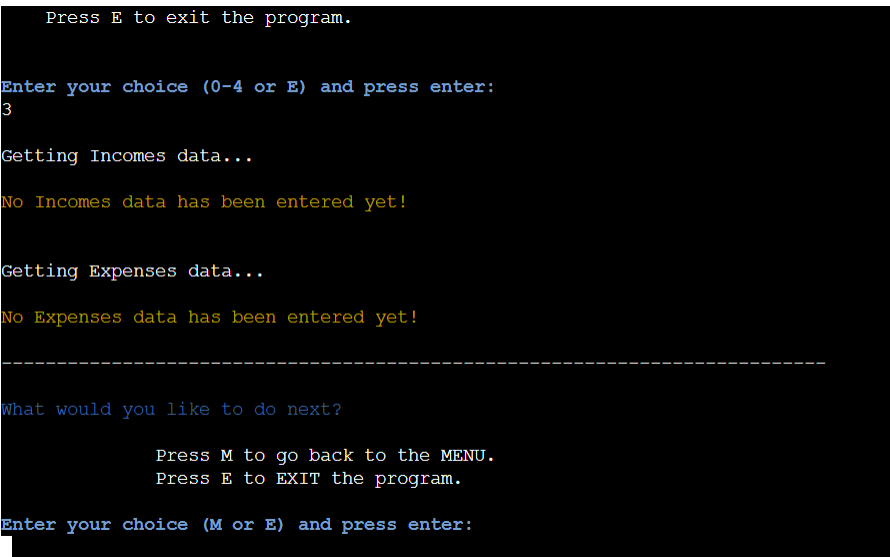 Press E to exit the program.
Enter your choice (0-4 or E) and press enter:
3
Getting Incomes data...
No Incomes data has been entered yet!
Getting Expenses data...
No Expenses data has been entered yet!
---------------------------------------------------------------------------
What would you like to do next?
Press M to go back to the MENU.
Press E to EXIT the program.
Enter your choice (M or E) and press enter: